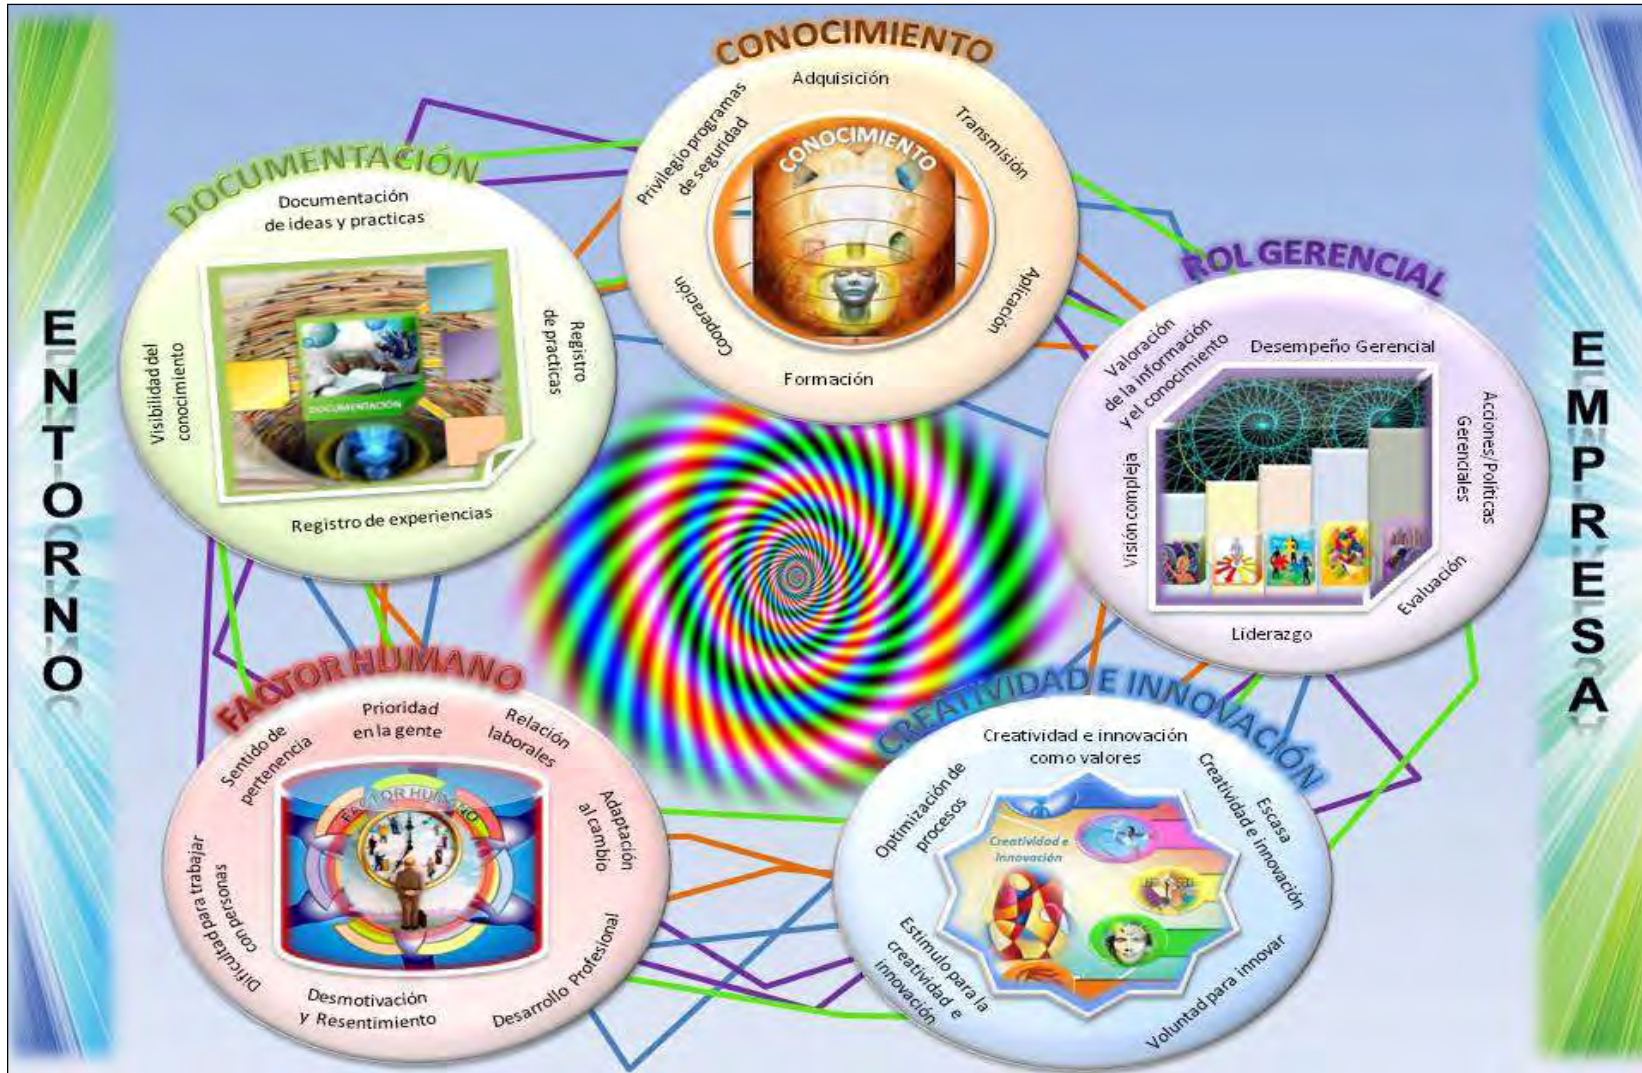 ENTORNO
CONOCIMIENTO
Adquisición
Transmisión
Aplicación
Formación
Cooperación
Privilegio programas
de seguridad
CONOCIMIENTO
DOCUMENTACIÓN
Documentación
de ideas y practicas
Registro
de practicas
Registro de experiencias
Visibilidad del
conocimiento
DOCUMENTACIÓN
ROL GERENCIAL
Valoración
de la información
y el conocimiento
Desempeño Gerencial
Acciones/Políticas
Gerenciales
Evaluación
Liderazgo
Visión compleja
FACTOR HUMANO
Sentido de
pertenencia
Prioridad
en la gente
Relación
laborales
Adaptación
al cambio
Desarrollo Profesional
Desmotivación
y Resentimiento
Dificultad para trabajar
con personas
FACTOR HUMANO
CREATIVIDAD E INNOVACIÓN
Creatividad e innovación
como valores
Escasa
Creatividad e Innovación
Voluntad para innovar
Estímulo para la
creatividad e
innovación
Optimización de
procesos
Creatividad e
Innovación
EMPRESA